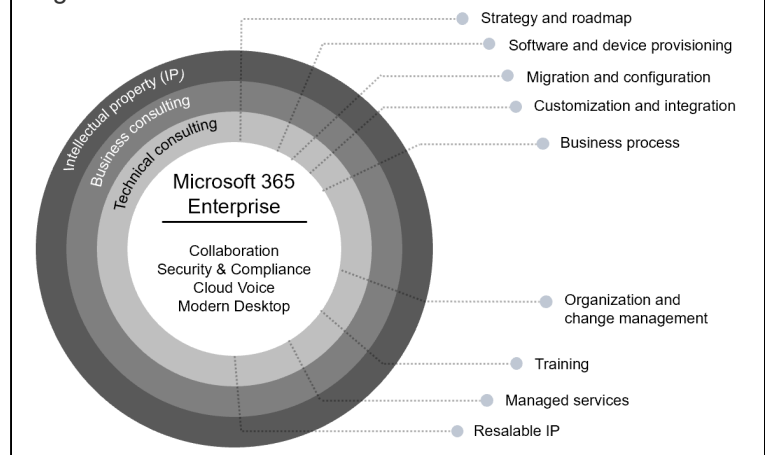 Strategy and roadmap
Software and device provisioning
Migration and configuration
Customization and integration
Business process
Intellectual property (IP)
Business consulting
Technical consulting
Microsoft 365
Enterprise
Collaboration
Security & Compliance
Cloud Voice
Modern Desktop
Organization and
change management
Training
Managed services
Resalable IP